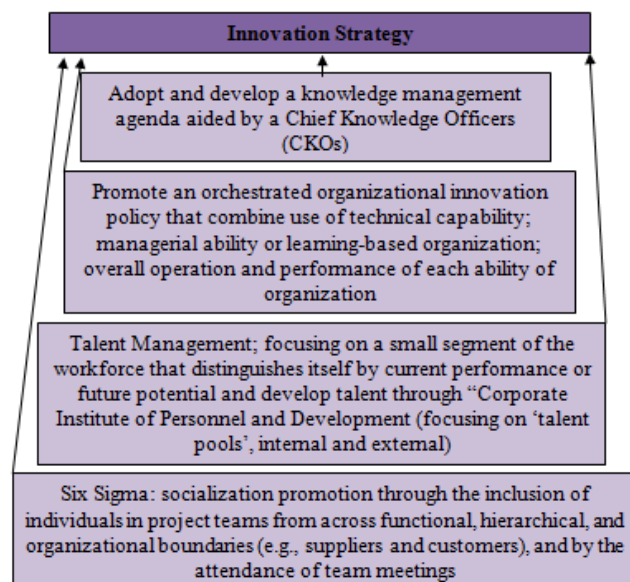 Innovation Strategy
Adopt and develop a knowledge management
agenda aided by a Chief Knowledge Officers
(CKOs)
Promote an orchestrated organizational innovation
policy that combine use of technical capability;
managerial ability or learning-based organization;
overall operation and performance of each ability of
organization
Talent Management; focusing on a small segment of the
workforce that distinguishes itself by current performance or
future potential and develop talent through “Corporate
Institute of Personnel and Development (focusing on ‘talent
pools’, internal and external)
Six Sigma: socialization promotion through the inclusion of
individuals in project teams from across functional, hierarchical, and
organizational boundaries (e.g., suppliers and customers), and by the
attendance of team meetings